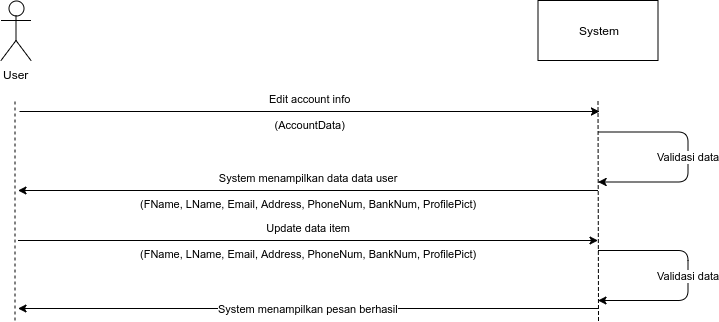 System
User
Edit account info
(AccountData)
Validasi data
System menampilkan data data user
(FName, LName, Email, Address, PhoneNum, BankNum, ProfilePict)
Update data item
(FName, LName, Email, Address, PhoneNum, BankNum, ProfilePict)
Validasi data
System menampilkan pesan berhasil